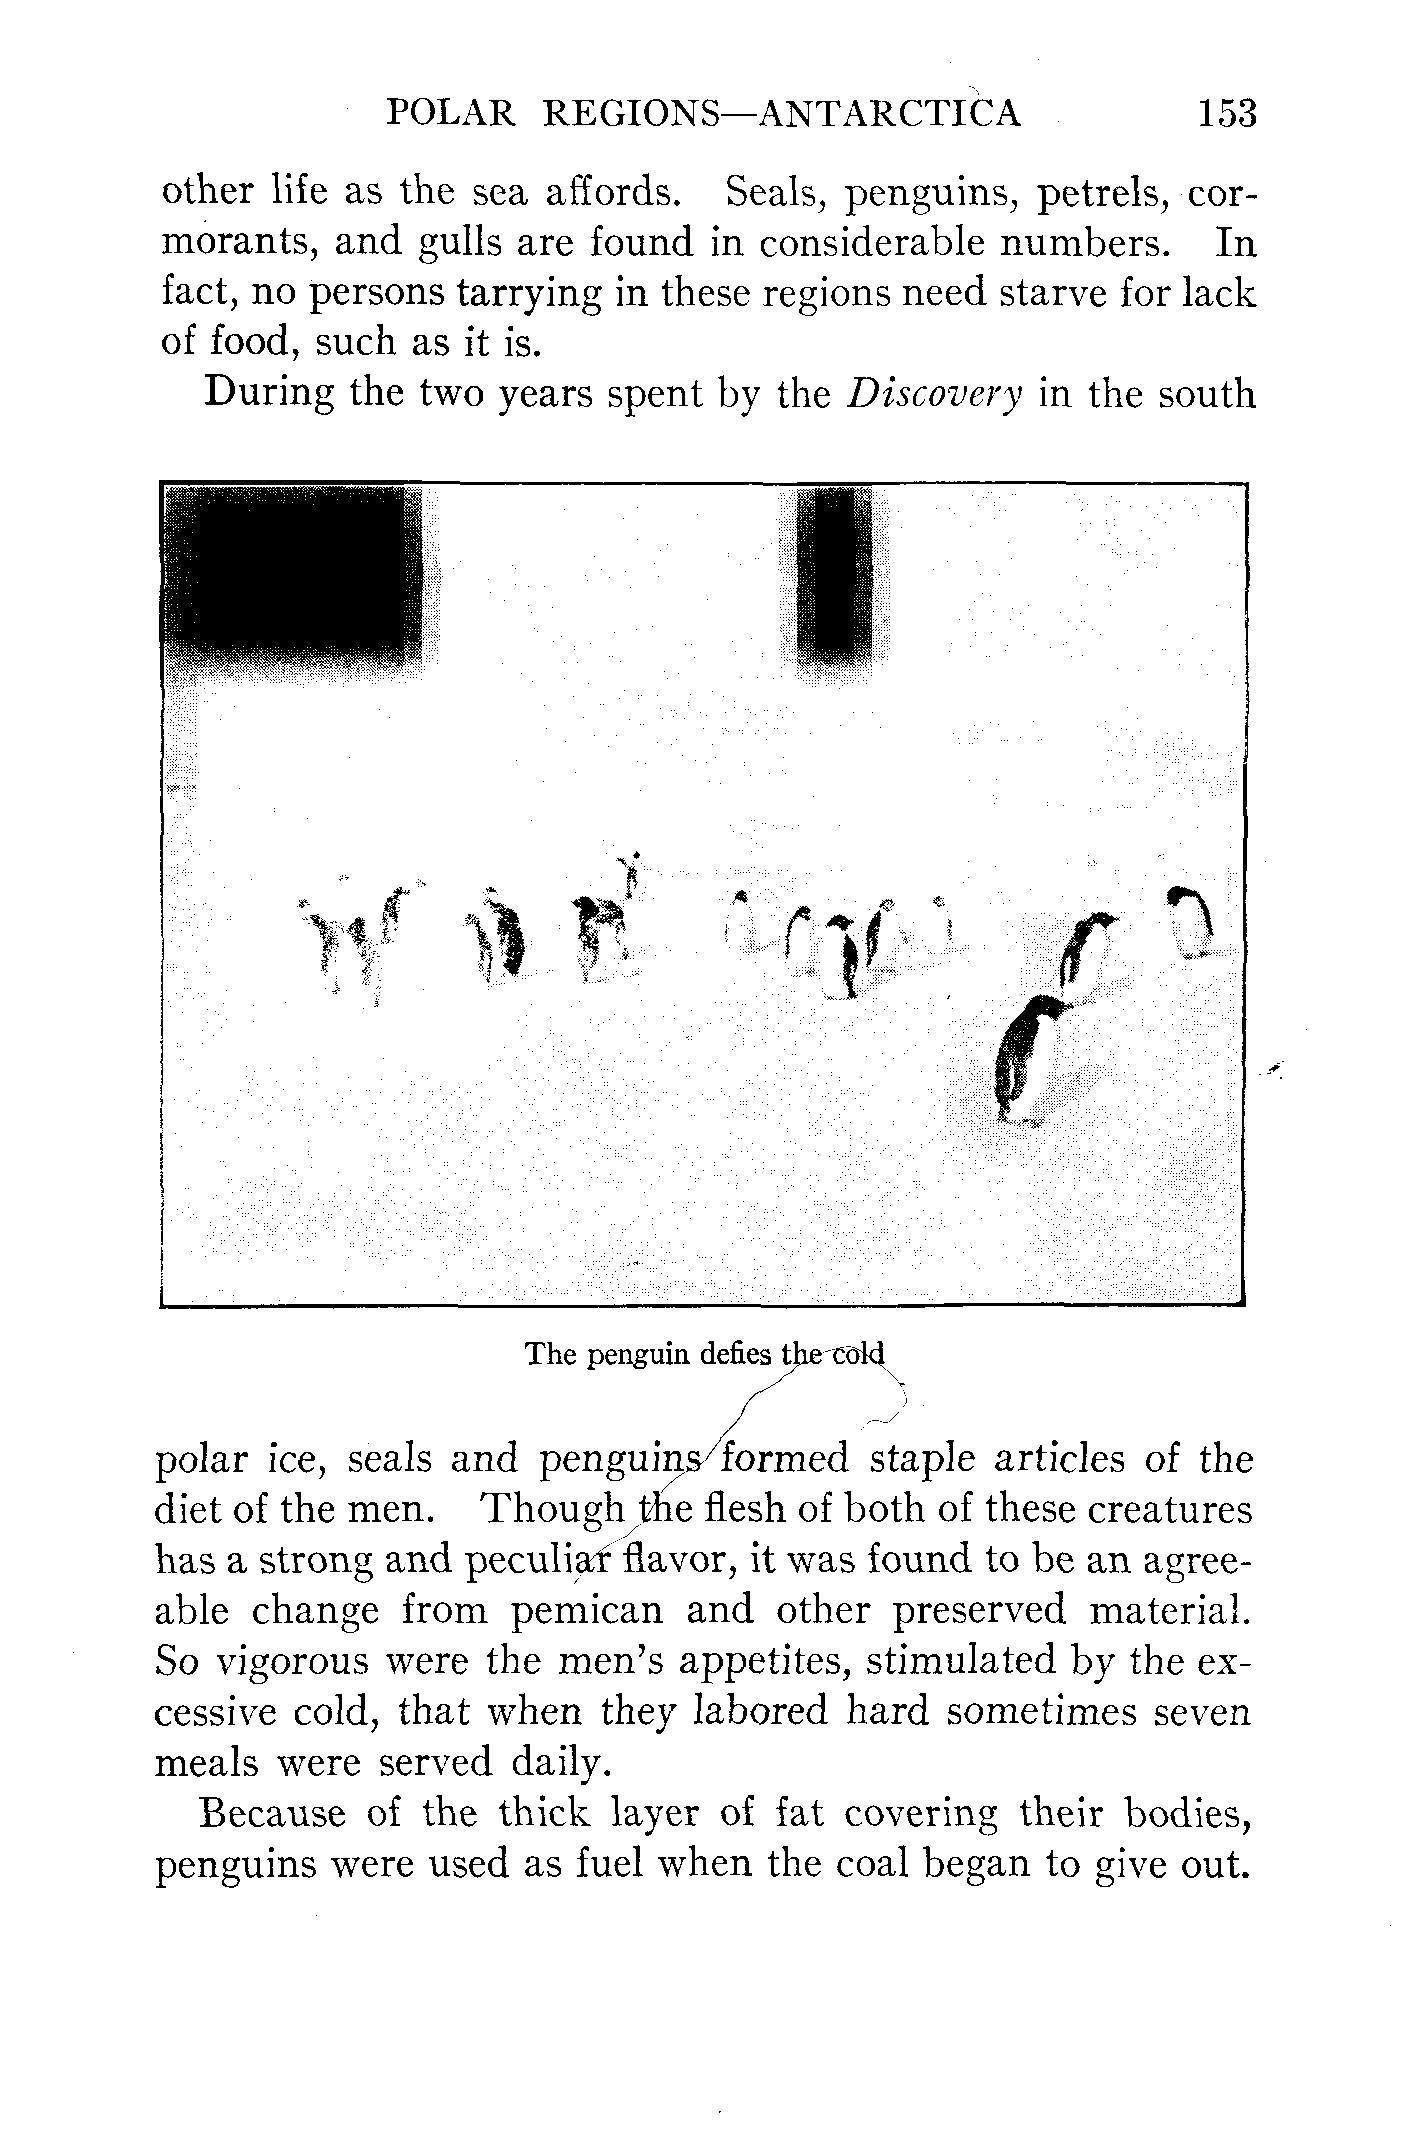 POLAR REGIONS—ANTARCTICA 153
other life as the sea affords. Seals, penguins, petrels, cor-
morants, and gulls are found in considerable numbers. In
fact, no persons tarrying in these regions need starve for lack
of food, such as it is.
During the two years spent by the Discovery in the south
The penguin defies the cold
polar ice, seals and penguins formed staple articles of the
diet of the men. Though the flesh of both of these creatures
has a strong and peculiar flavor, it was found to be an agree-
able change from pemican and other preserved material.
So vigorous were the men's appetites, stimulated by the ex-
cessive cold, that when they labored hard sometimes seven
meals were served daily.
Because of the thick layer of fat covering their bodies,
penguins were used as fuel when the coal began to give out.